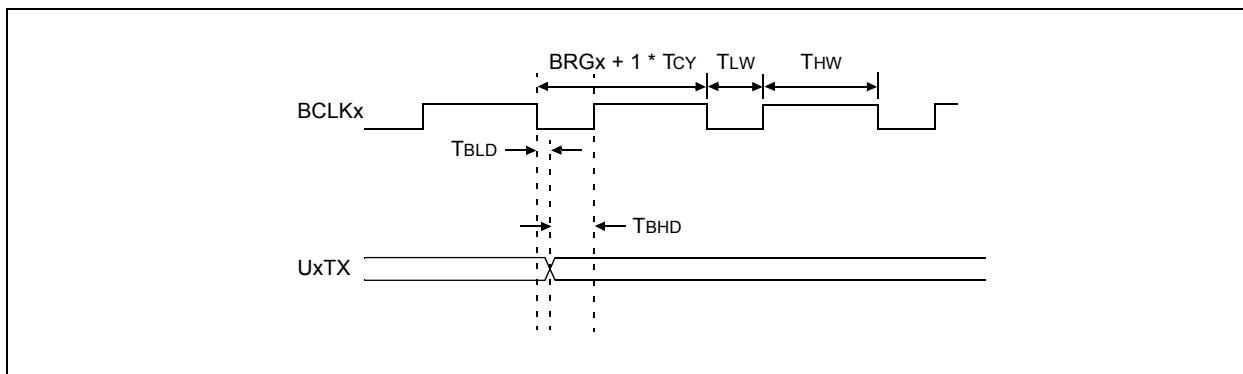 BRGx + 1 * TCY TLW THW
BCLKx
TBLD
TBHD
UxTX